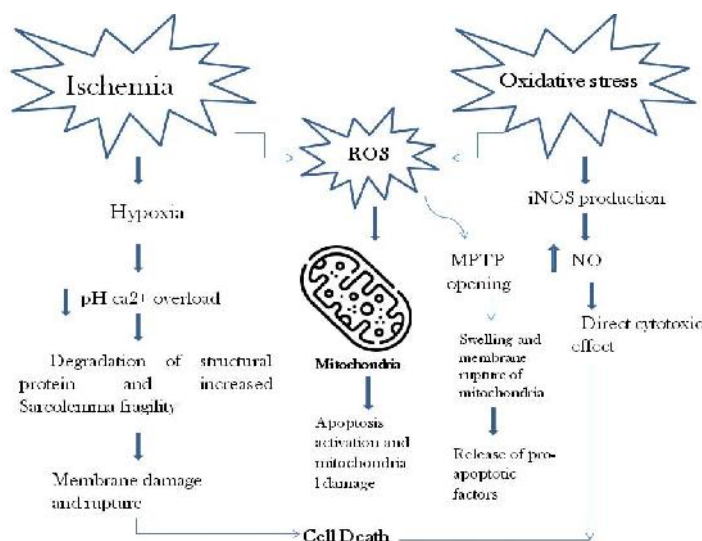 Ischemia
Oxidative stress
ROS
Hypoxia
iNOS production
MPTP
opening
NO
pH ca2+ overload
Direct cytotoxic
effect
Degradation of structural
protein and increased
Sarcolemma fragility
Mitochondria
Swelling and
membrane
rupture of
mitochondria
Apoptosis
activation and
mitochondria
l damage
Release of pro-
apoptotic
factors
Membrane damage
and rupture
Cell Death